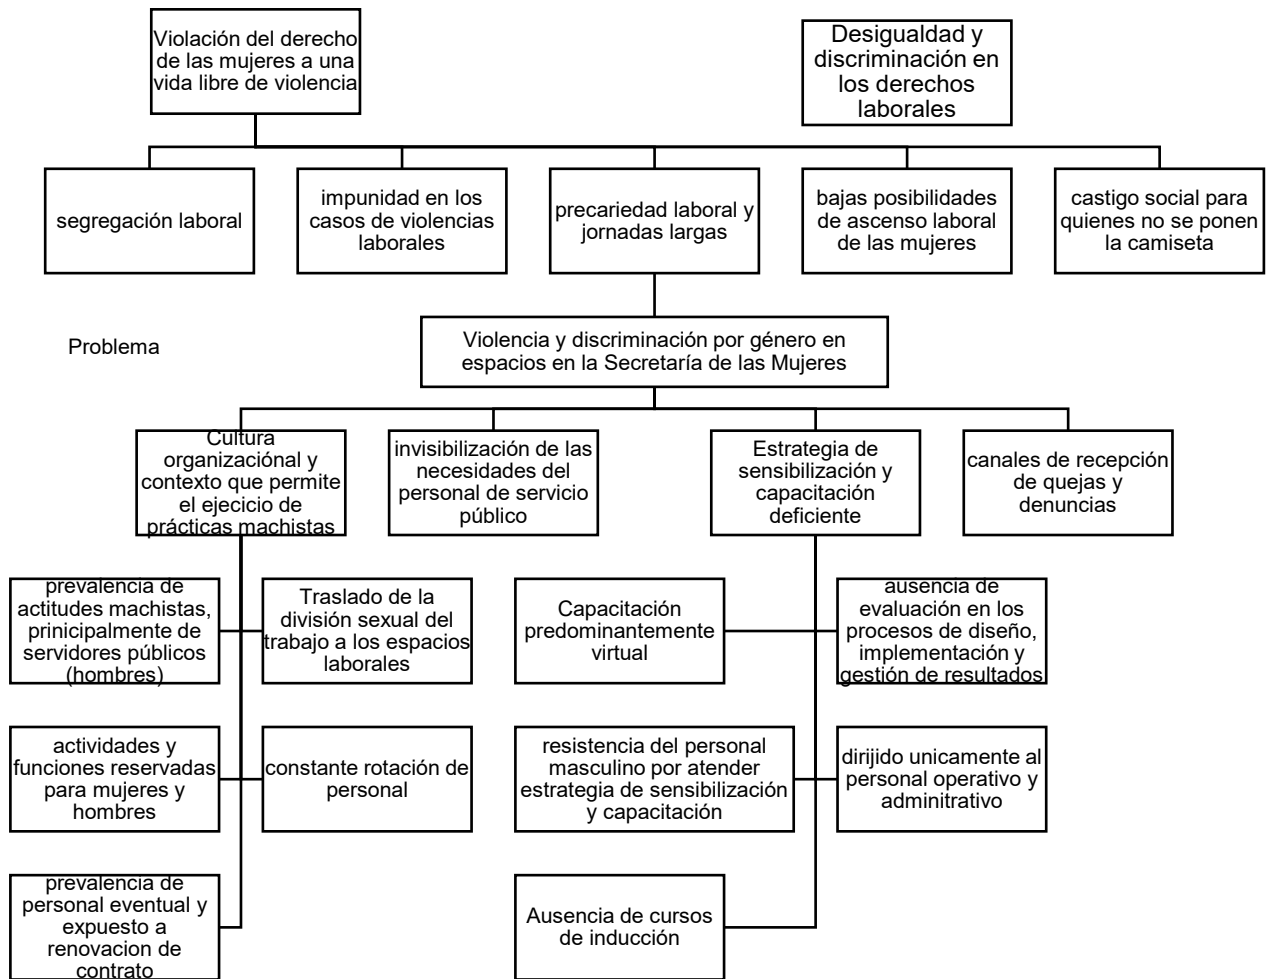 Violación del derecho
de las mujeres a una
vida libre de violencia
Desigualdad y
discriminación en
los derechos
laborales
segregación laboral
impunidad en los
casos de violencias
laborales
precariedad laboral y
jornadas largas
bajas posibilidades
de ascenso laboral
de las mujeres
castigo social para
quienes no se ponen
la camiseta
Problema
Violencia y discriminación por género en
espacios en la Secretaría de las Mujeres
Cultura
organizaciónal y
contexto que permite
el ejecicio de
prácticas machistas
invisibilización de las
necesidades del
personal de servicio
público
Estrategia de
sensibilización y
capacitación
deficiente
canales de recepción
de quejas y
denuncias
prevalencia de
actitudes machistas,
prinicipalmente de
servidores públicos
(hombres)
Traslado de la
división sexual del
trabajo a los espacios
laborales
Capacitación
predominantemente
virtual
ausencia de
evaluación en los
procesos de diseño,
implementación y
gestión de resultados
actividades y
funciones reservadas
para mujeres y
hombres
constante rotación de
personal
resistencia del personal
masculino por atender
estrategia de sensibilización
y capacitación
dirijido unicamente al
personal operativo y
adminitrativo
prevalencia de
personal eventual y
expuesto a
renovacion de
contrato
Ausencia de cursos
de inducción